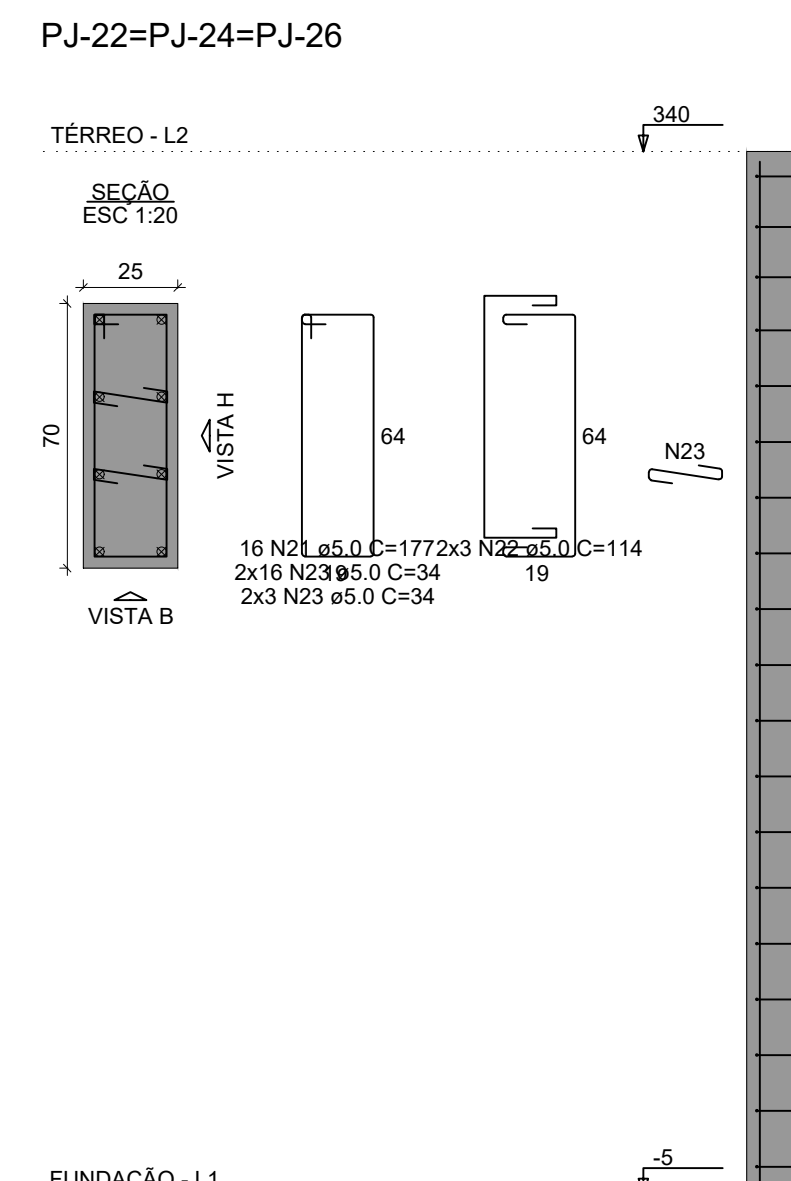 PJ-22=PJ-24=PJ-26
340
TÉRREO - L2
SEÇÃO
ESC 1:20
25
70
VISTA H
64
64
N23
16 N21 ø5.0 C=177
2x3 N22 ø5.0 C=114
2x16 N23 ø5.0 C=34
19
19
2x3 N23 ø5.0 C=34
VISTA B
-5
FUNDAÇÃO - L1